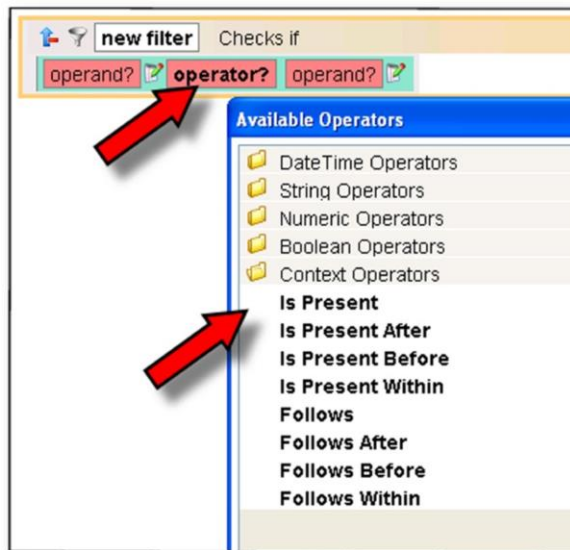 new filter Checks if
operand? operator? operand?
Available Operators
DateTime Operators
String Operators
Numeric Operators
Boolean Operators
Context Operators
Is Present
Is Present After
Is Present Before
Is Present Within
Follows
Follows After
Follows Before
Follows Within